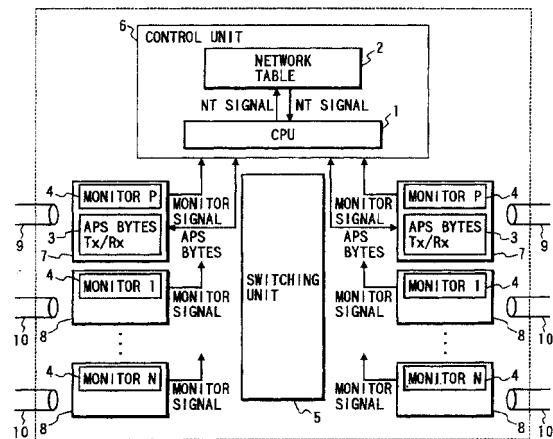 6
CONTROL UNIT
2
NETWORK
TABLE
NT SIGNAL
NT SIGNAL
1
CPU
4
MONITOR P
3
APS BYTES
Tx/Rx
7
9
MONITOR
SIGNAL
APS
BYTES
4
MONITOR 1
8
10
MONITOR
SIGNAL
4
MONITOR N
8
10
MONITOR
SIGNAL
SWITCHING
UNIT
5
MONITOR
SIGNAL
APS
BYTES
MONITOR P
4
APS BYTES
Tx/Rx
3
7
9
MONITOR
SIGNAL
MONITOR 1
4
8
10
MONITOR
SIGNAL
MONITOR N
4
8
10